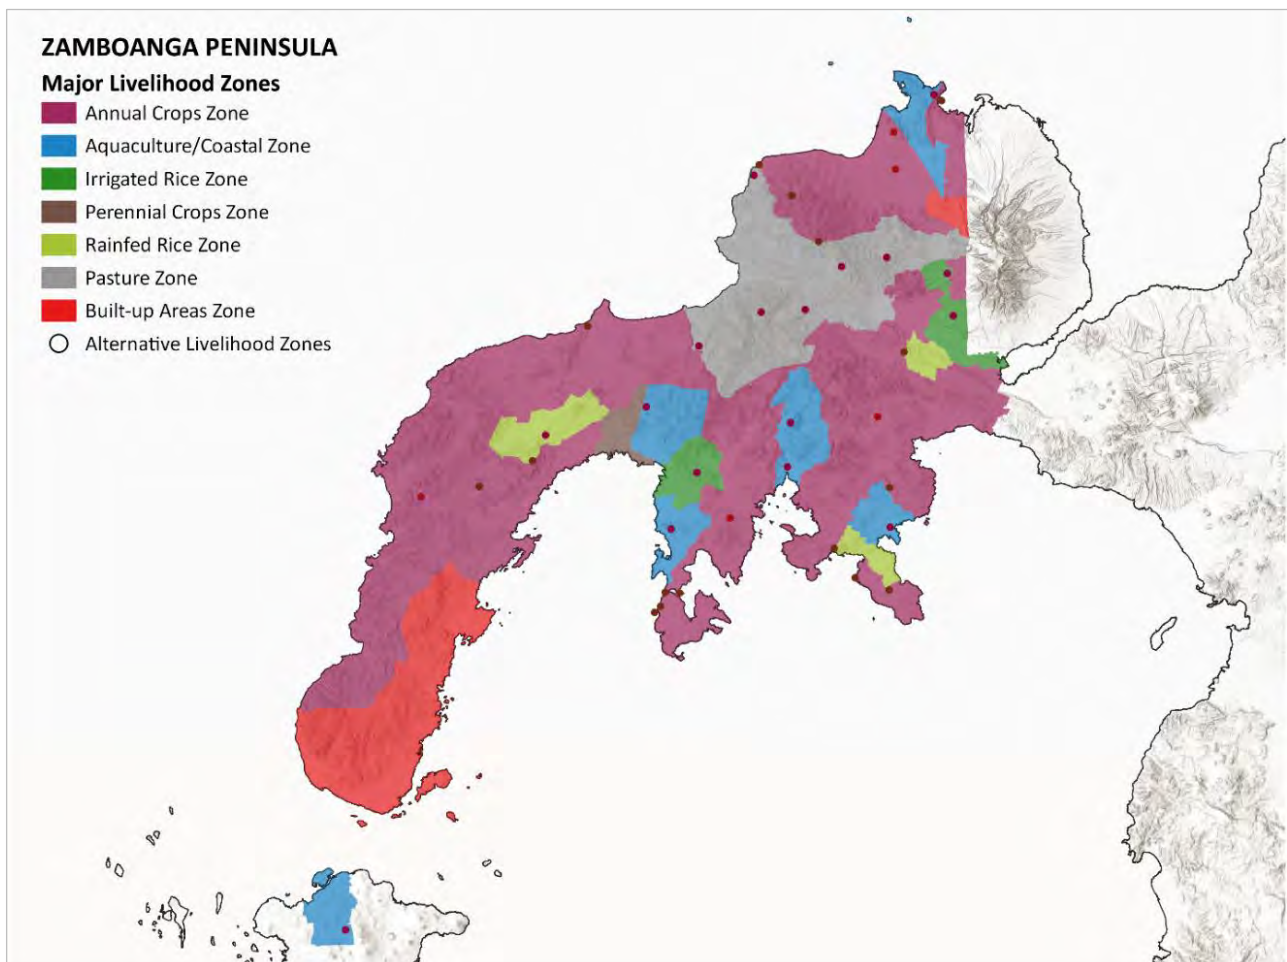 ZAMBOANGA PENINSULA
Major Livelihood Zones
Annual Crops Zone
Aquaculture/Coastal Zone
Irrigated Rice Zone
Perennial Crops Zone
Rainfed Rice Zone
Pasture Zone
Built-up Areas Zone
Alternative Livelihood Zones